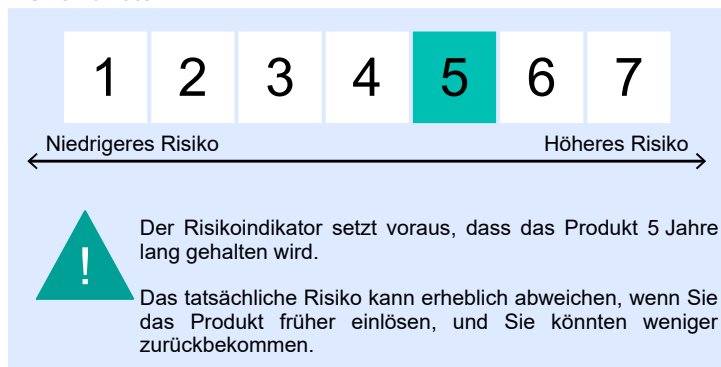 1 2 3 4 5 6 7
Niedrigeres Risiko Höheres Risiko
!
Der Risikoindikator setzt voraus, dass das Produkt 5 Jahre
lang gehalten wird.
Das tatsächliche Risiko kann erheblich abweichen, wenn Sie
das Produkt früher einlösen, und Sie könnten weniger
zurückbekommen.